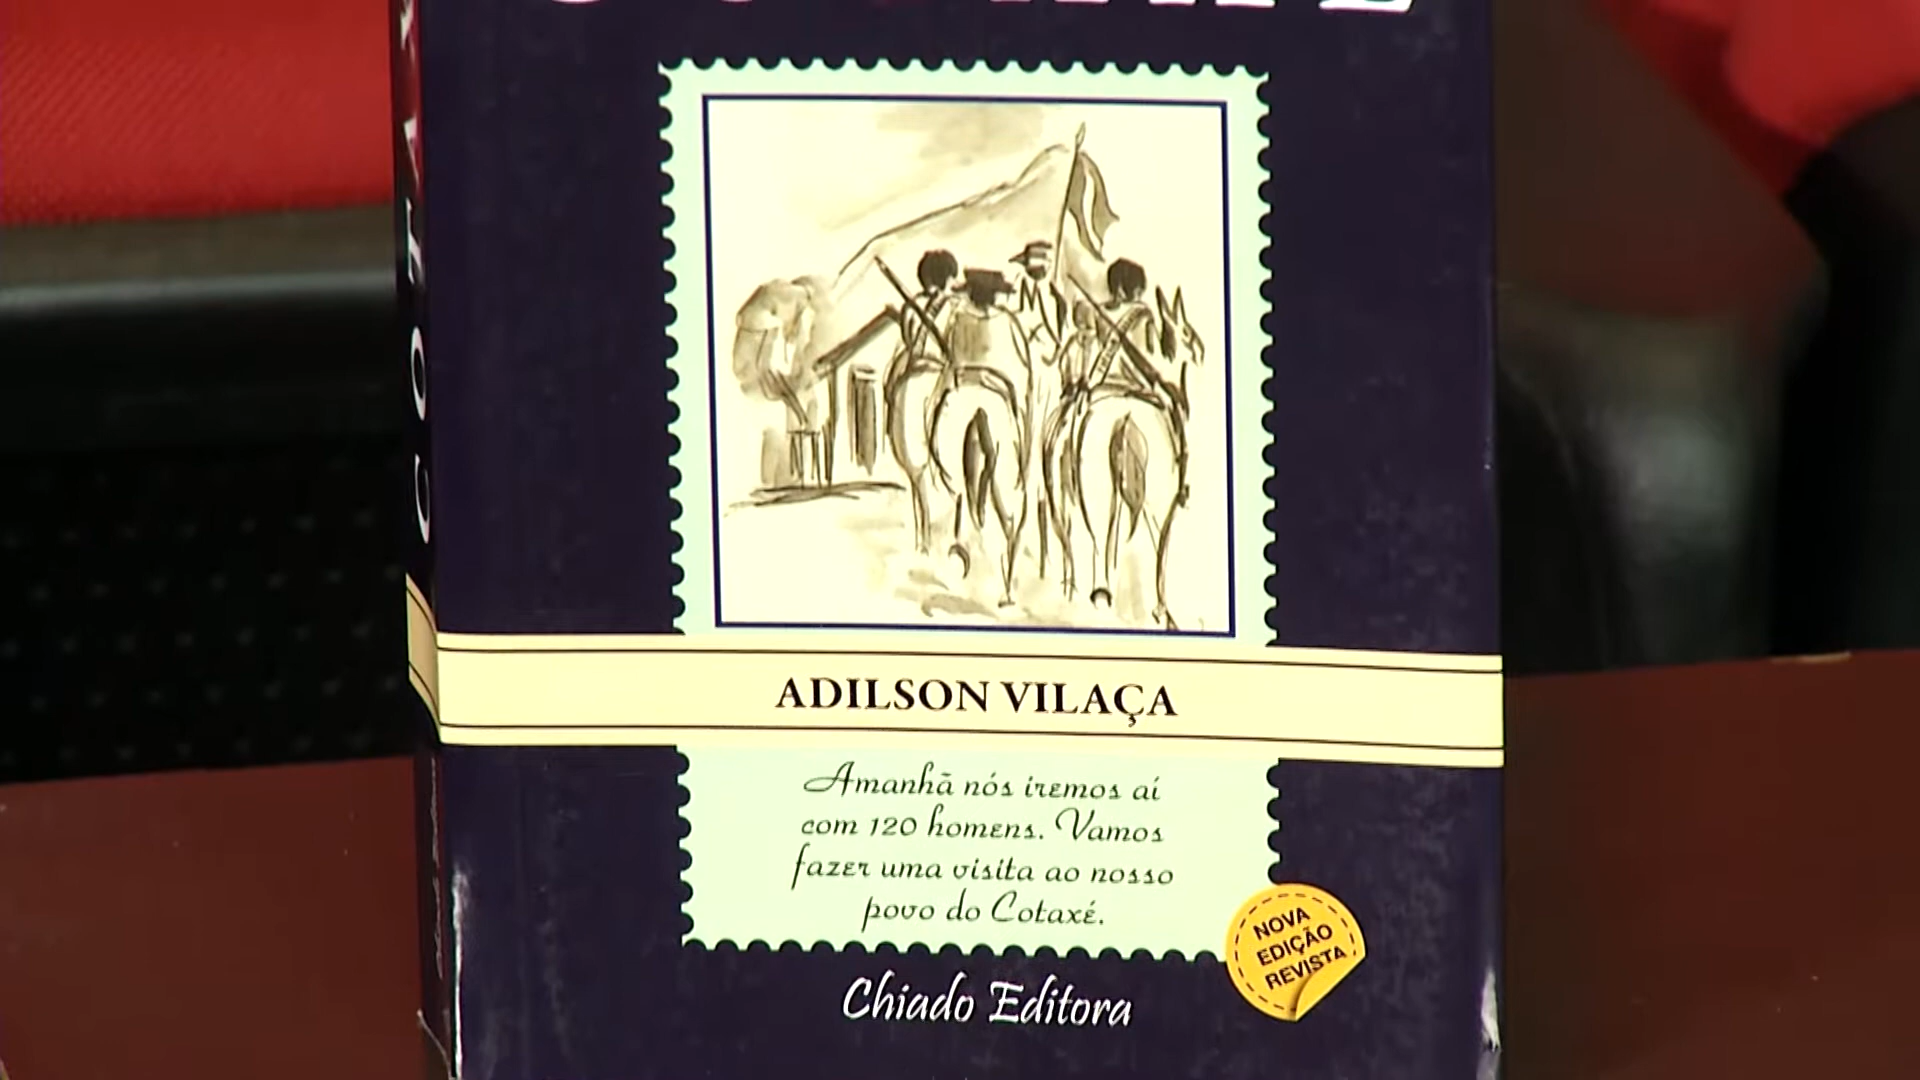 COTAX
ADILSON VILAÇA
Amanhã nós iremos aí
com 120 homens. Vamos
fazer uma visita ao nosso
povo do Cotaxé.
NOVA
EDIÇÃO
REVISTA
Chiado Editora